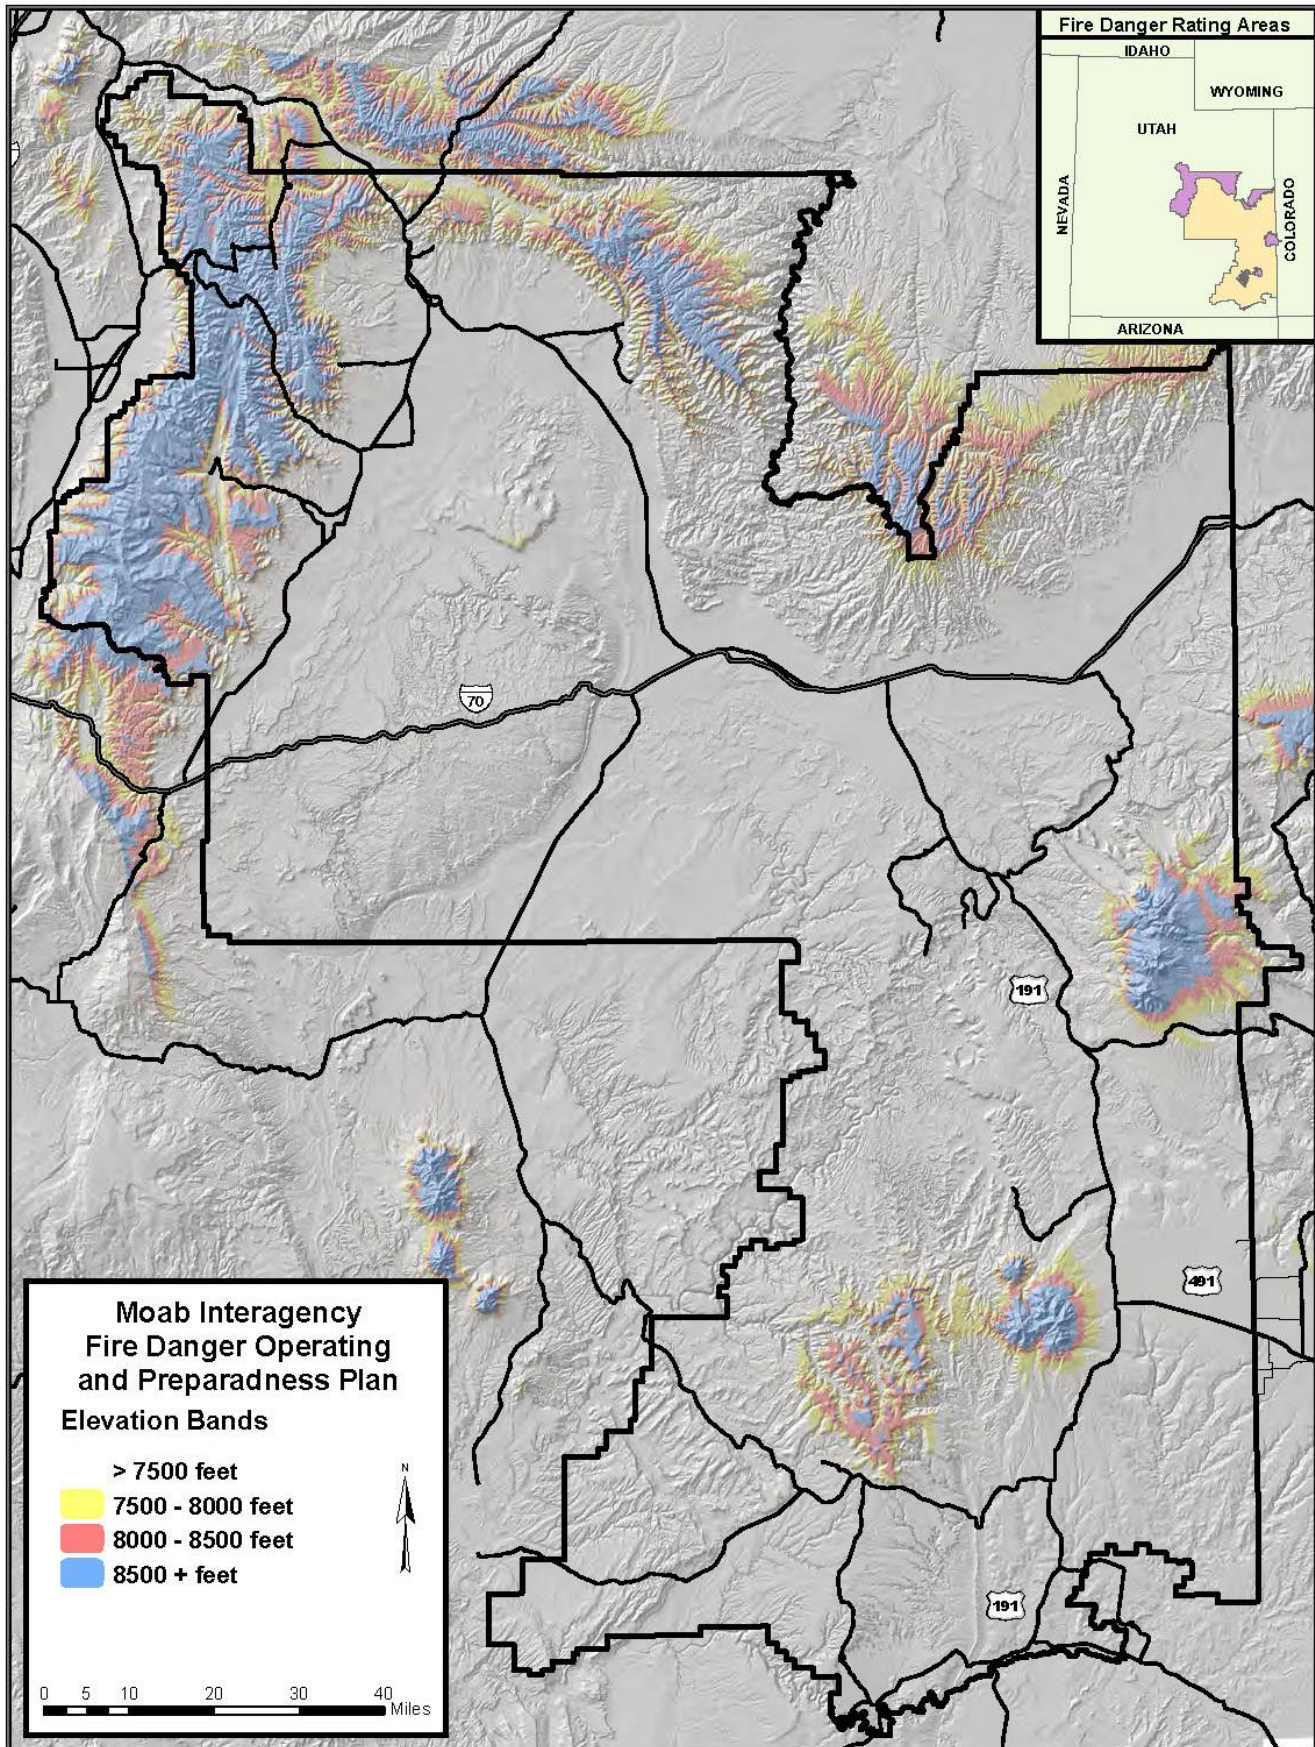 Fire Danger Rating Areas
IDAHO
WYOMING
UTAH
NEVADA
COLORADO
ARIZONA
70
191
491
191
Moab Interagency
Fire Danger Operating
and Preparadness Plan
Elevation Bands
> 7500 feet
7500 - 8000 feet
8000 - 8500 feet
8500 + feet
N
0 5 10 20 30 40
Miles